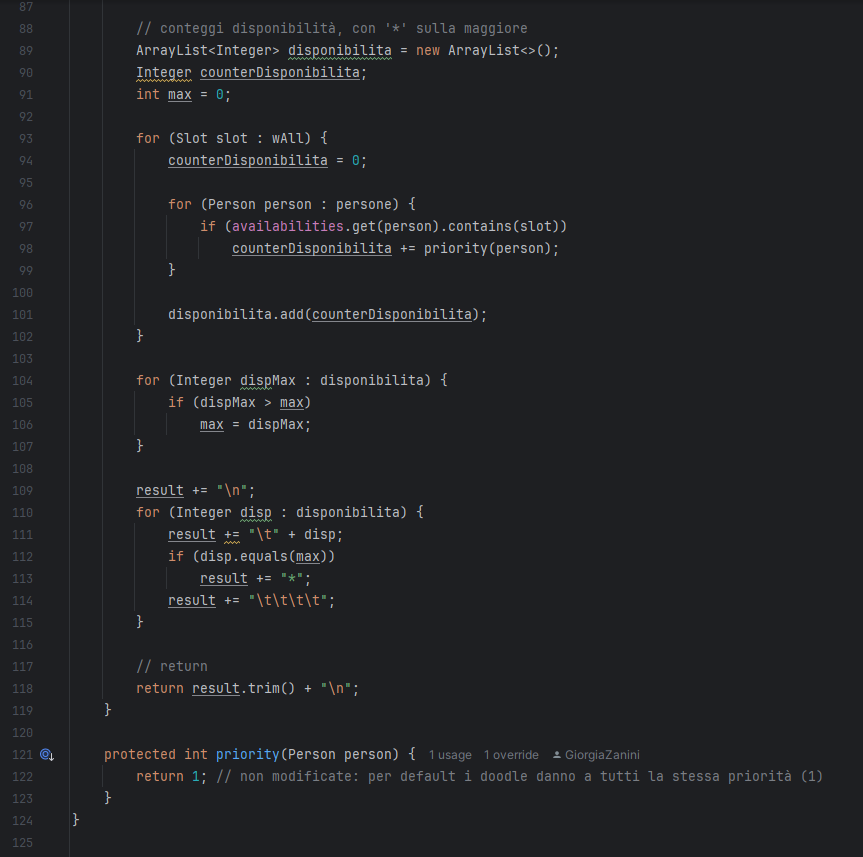 87
88 // conteggi disponibilità, con '*' sulla maggiore
89 ArrayList<Integer> disponibilita = new ArrayList<>();
90 Integer counterDisponibilita;
91 int max = 0;
92
93 for (Slot slot : wAll) {
94 counterDisponibilita = 0;
95
96 for (Person person : persone) {
97 if (availabilities.get(person).contains(slot))
98 counterDisponibilita += priority(person);
99 }
100
101 disponibilita.add(counterDisponibilita);
102 }
103
104 for (Integer dispMax : disponibilita) {
105 if (dispMax > max)
106 max = dispMax;
107 }
108
109 result += "\n";
110 for (Integer disp : disponibilita) {
111 result += "\t" + disp;
112 if (disp.equals(max))
113 result += "*";
114 result += "\t\t\t\t";
115 }
116
117 // return
118 return result.trim() + "\n";
119 }
120
121 protected int priority(Person person) { 1 usage 1 override GiorgiaZanini
122 return 1; // non modificate: per default i doodle danno a tutti la stessa priorità (1)
123 }
124 }
125